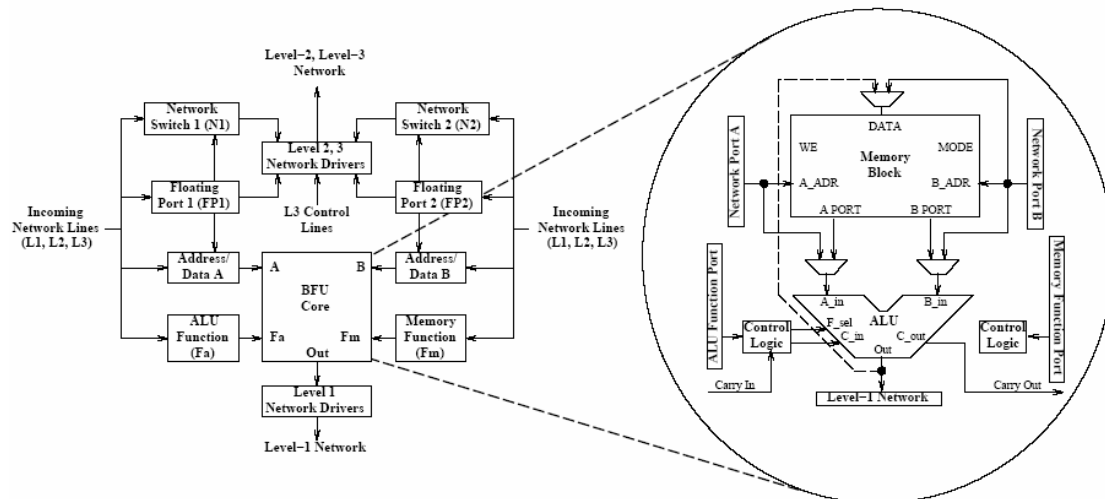 Level−2, Level−3
Network
Network
Switch 1 (N1)
Network
Switch 2 (N2)
Level 2, 3
Network Drivers
Floating
Port 1 (FP1)
Floating
Port 2 (FP2)
Incoming
Network Lines
(L1, L2, L3)
L3 Control
Lines
Incoming
Network Lines
(L1, L2, L3)
Address/
Data A
A
B
BFU
Core
Address/
Data B
ALU
Function
(Fa)
Fa
Fm
Out
Memory
Function
(Fm)
Level 1
Network Drivers
Level−1 Network
Network Port A
DATA
WE
Memory
Block
MODE
A_ADR
B_ADR
A PORT
B PORT
Network Port B
ALU Function Port
A_in
B_in
F_sel
ALU
C_in
C_out
Out
Control
Logic
Control
Logic
Memory Function Port
Carry In
Level−1 Network
Carry Out